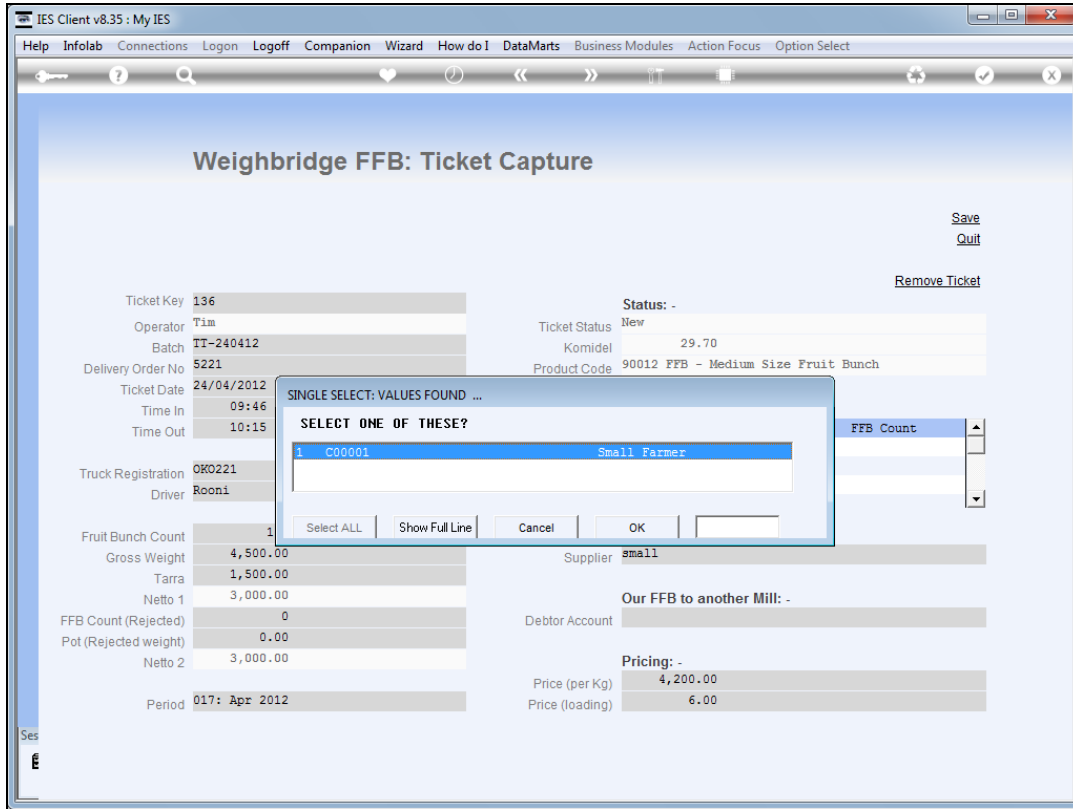 IES Client v8.35 : My IES
Help Infolab Connections Logon Logoff Companion Wizard How do I DataMarts Business Modules Action Focus Option Select
Weighbridge FFB: Ticket Capture
Save
Quit
Remove Ticket
Ticket Key 136
Status: -
Operator Tim
Ticket Status New
Batch TT-240412
Komidel 29.70
Delivery Order No 5221
Product Code 90012 FFB - Medium Size Fruit Bunch
Ticket Date 24/04/2012
Time In 09:46
Time Out 10:15
FFB Count
SINGLE SELECT: VALUES FOUND ...
SELECT ONE OF THESE?
1 C00001 Small Farmer
Select ALL Show Full Line Cancel OK
Truck Registration OKO221
Driver Rooni
Fruit Bunch Count 1
Gross Weight 4,500.00
Supplier small
Tarra 1,500.00
Netto 1 3,000.00
Our FFB to another Mill: -
FFB Count (Rejected) 0
Debtor Account
Pot (Rejected weight) 0.00
Netto 2 3,000.00
Pricing: -
Price (per Kg) 4,200.00
Period 017: Apr 2012
Price (loading) 6.00
Ses